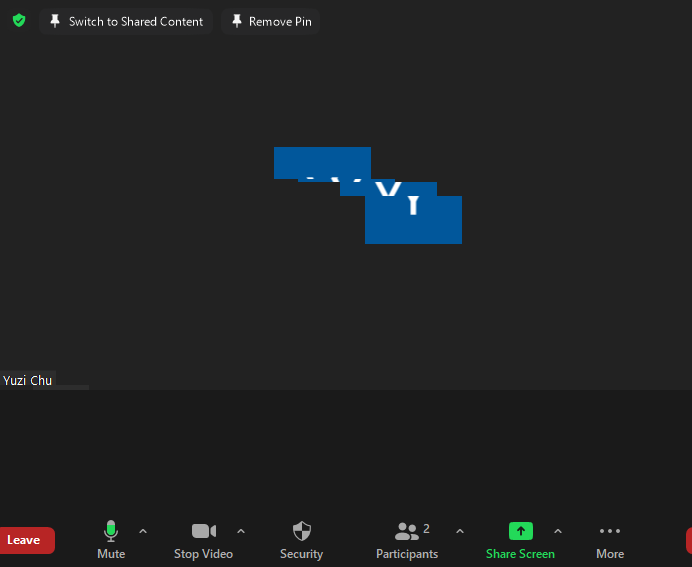 Switch to Shared Content Remove Pin
Yuzi Chu
Leave Mute Stop Video Security Participants 2 Share Screen More